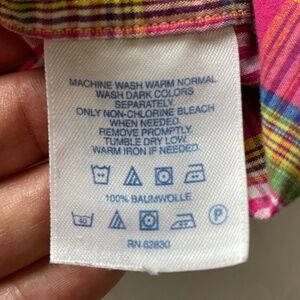 MACHINE WASH WARM NORMAL
WASH DARK COLORS
SEPARATELY.
ONLY NON-CHLORINE BLEACH
WHEN NEEDED.
REMOVE PROMPTLY.
TUMBLE DRY LOW.
WARM IRON IF NEEDED.
100% BAUMWOLLE
40 P
RN 62830